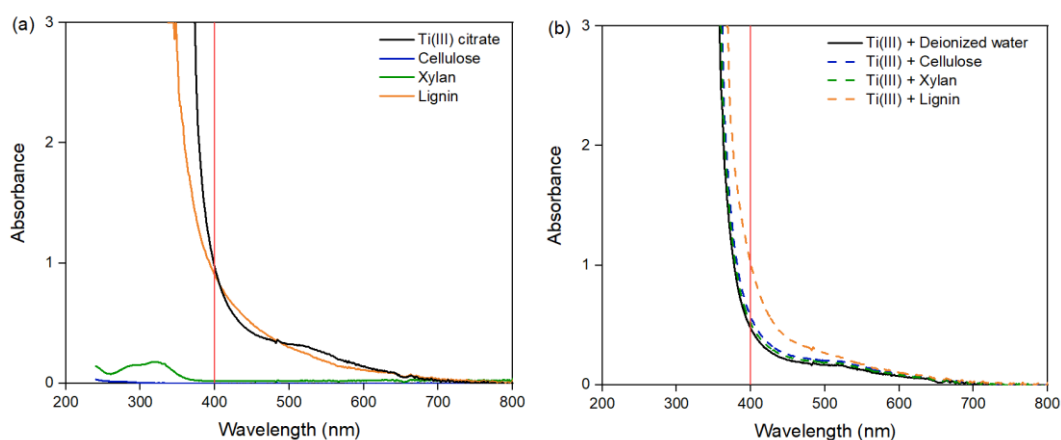 (a)
3
2
1
0
Absorbance
200
300
400
500
600
700
800
Wavelength (nm)
Ti(III) citrate
Cellulose
Xylan
Lignin
(b)
3
2
1
0
Absorbance
200
300
400
500
600
700
800
Wavelength (nm)
Ti(III) + Deionized water
Ti(III) + Cellulose
Ti(III) + Xylan
Ti(III) + Lignin